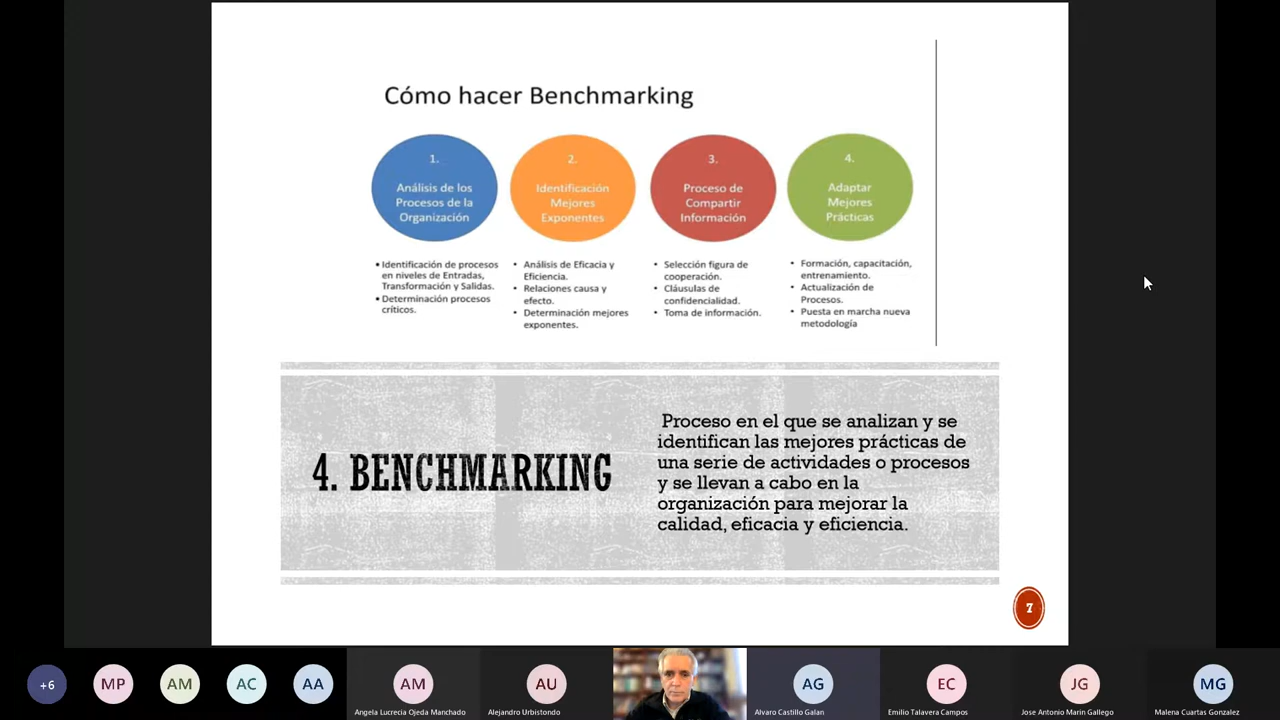 Cómo hacer Benchmarking
1.
Análisis de los
Procesos de la
Organización
2.
Identificación
Mejores
Exponentes
3.
Proceso de
Compartir
Información
4.
Adaptar
Mejores
Prácticas
• Identificación de procesos
en niveles de Entradas,
Transformación y Salidas.
• Determinación procesos
críticos.
• Análisis de Eficacia y
Eficiencia.
• Relaciones causa y
efecto.
• Determinación mejores
exponentes.
• Selección figura de
cooperación.
• Cláusulas de
confidencialidad.
• Toma de información.
• Formación, capacitación,
entrenamiento.
• Actualización de
Procesos.
• Puesta en marcha nueva
metodología
4. BENCHMARKING
Proceso en el que se analizan y se
identifican las mejores prácticas de
una serie de actividades o procesos
y se llevan a cabo en la
organización para mejorar la
calidad, eficacia y eficiencia.
7
+6
MP
AM
AC
AA
AM
Angela Lucrecia Ojeda Manchado
AU
Alejandro Urbistondo
AG
Alvaro Castillo Galan
EC
Emilio Talavera Campos
JG
Jose Antonio Marin Gallego
MG
Malena Cuartas Gonzalez